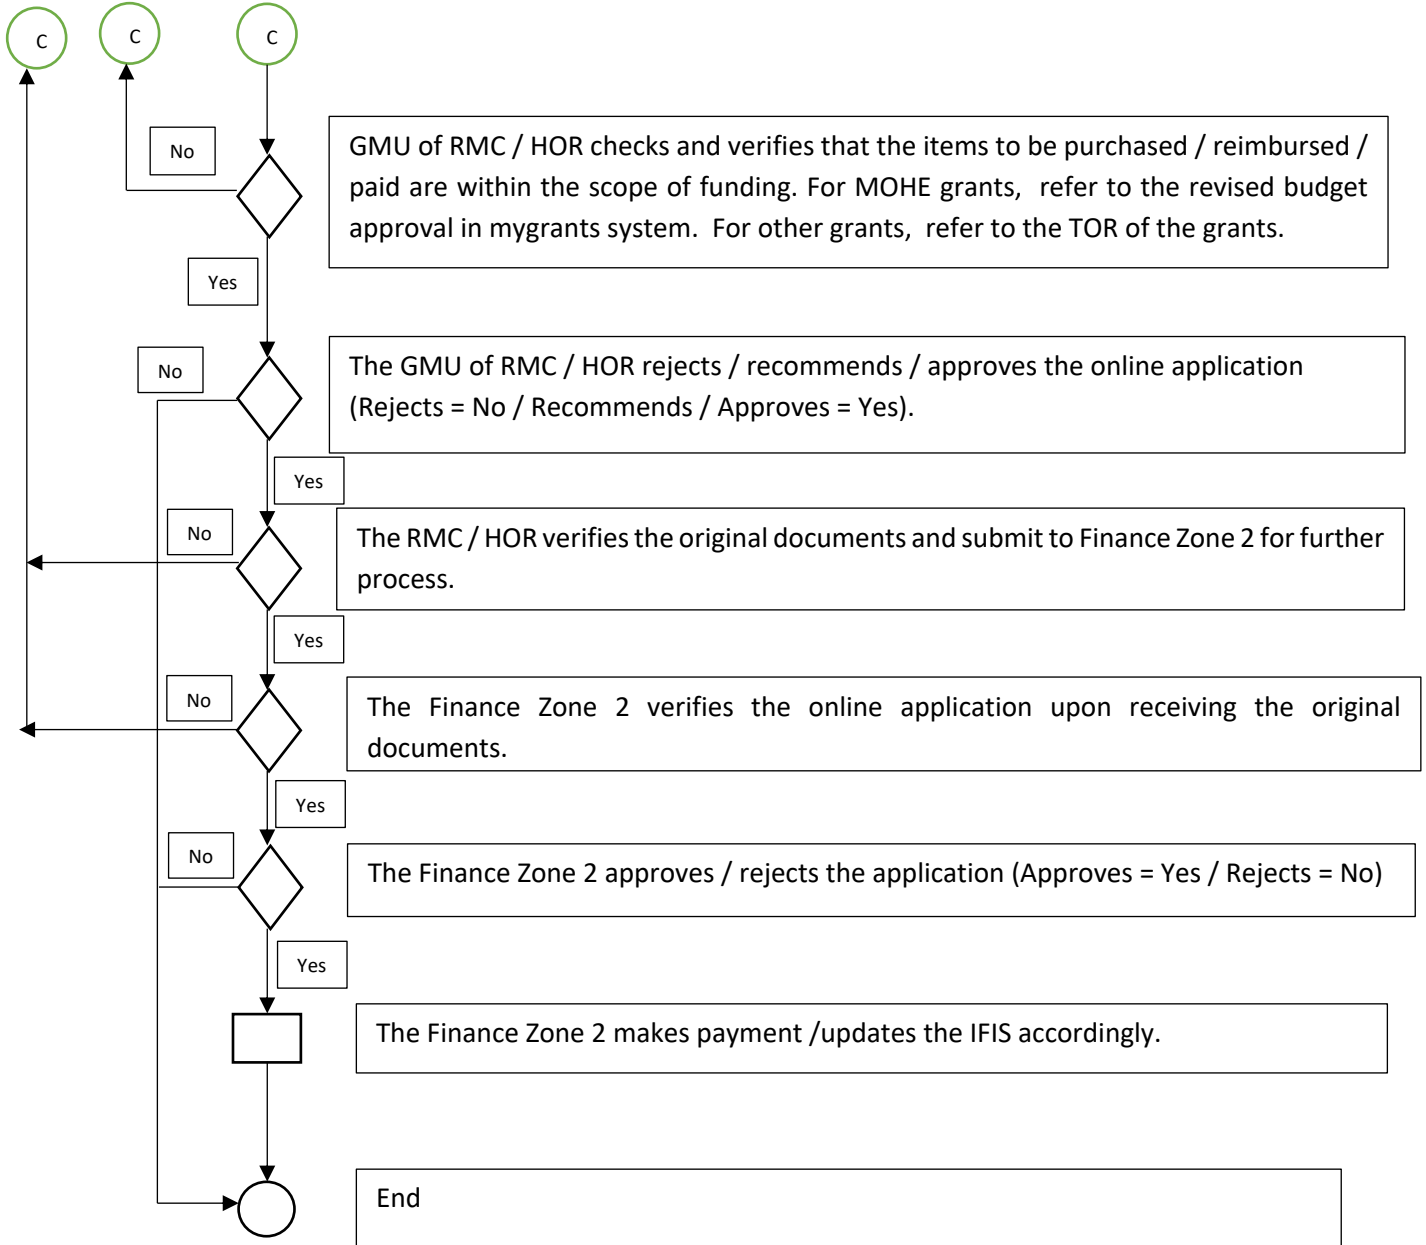 C C C
No
GMU of RMC / HOR checks and verifies that the items to be purchased / reimbursed /
paid are within the scope of funding. For MOHE grants, refer to the revised budget
approval in mygrants system. For other grants, refer to the TOR of the grants.
Yes
No
The GMU of RMC / HOR rejects / recommends / approves the online application
(Rejects = No / Recommends / Approves = Yes).
Yes
No
The RMC / HOR verifies the original documents and submit to Finance Zone 2 for further
process.
Yes
No
The Finance Zone 2 verifies the online application upon receiving the original
documents.
Yes
No
The Finance Zone 2 approves / rejects the application (Approves = Yes / Rejects = No)
Yes
The Finance Zone 2 makes payment /updates the IFIS accordingly.
End